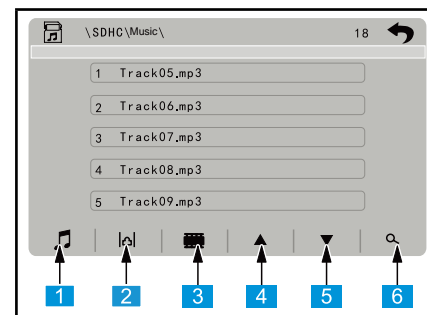 \SDHC\Music\ 18
1 Track05.mp3
2 Track06.mp3
3 Track07.mp3
4 Track08.mp3
5 Track09.mp3
1 2 3 4 5 6